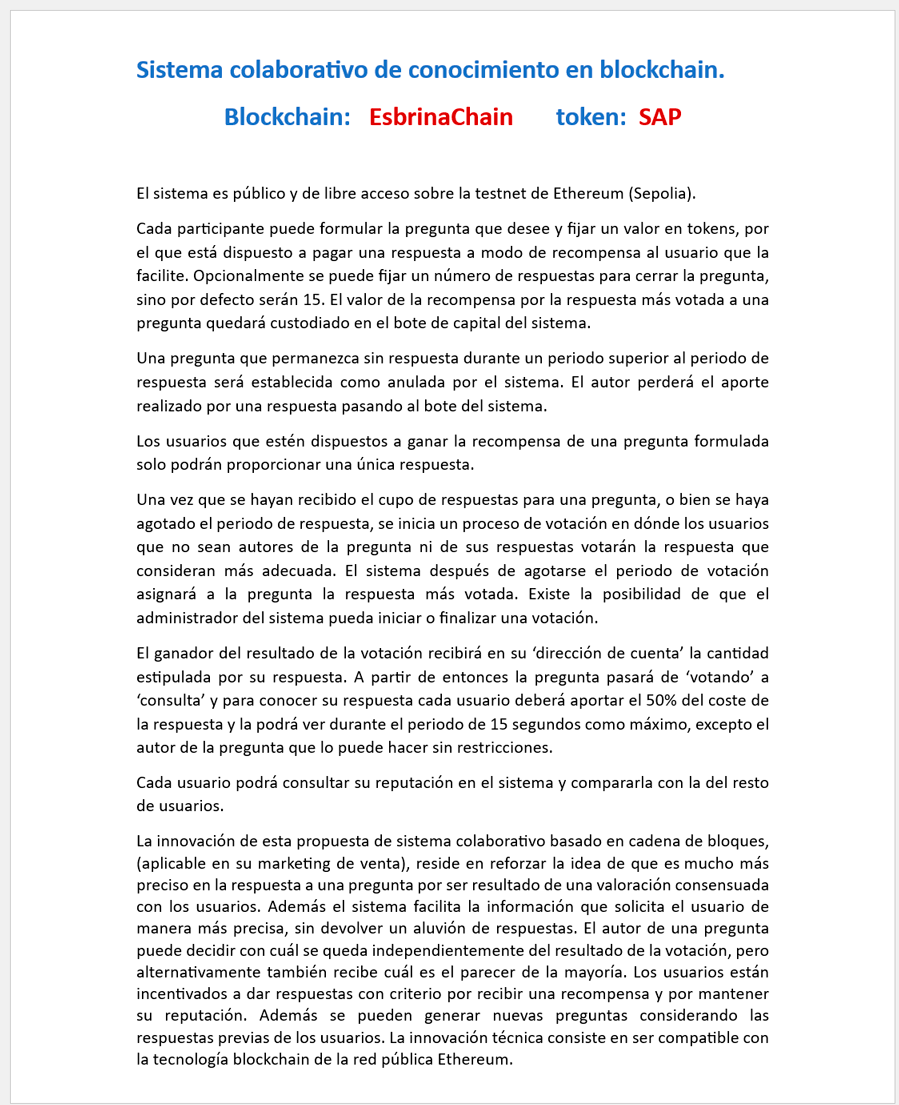 Sistema colaborativo de conocimiento en blockchain.
Blockchain: EsbrinaChain token: SAP
El sistema es público y de libre acceso sobre la testnet de Ethereum (Sepolia).
Cada participante puede formular la pregunta que desee y fijar un valor en tokens, por
el que está dispuesto a pagar una respuesta a modo de recompensa al usuario que la
facilite. Opcionalmente se puede fijar un número de respuestas para cerrar la pregunta,
sino por defecto serán 15. El valor de la recompensa por la respuesta más votada a una
pregunta quedará custodiado en el bote de capital del sistema.
Una pregunta que permanezca sin respuesta durante un periodo superior al periodo de
respuesta será establecida como anulada por el sistema. El autor perderá el aporte
realizado por una respuesta pasando al bote del sistema.
Los usuarios que estén dispuestos a ganar la recompensa de una pregunta formulada
solo podrán proporcionar una única respuesta.
Una vez que se hayan recibido el cupo de respuestas para una pregunta, o bien se haya
agotado el periodo de respuesta, se inicia un proceso de votación en dónde los usuarios
que no sean autores de la pregunta ni de sus respuestas votarán la respuesta que
consideran más adecuada. El sistema después de agotarse el periodo de votación
asignará a la pregunta la respuesta más votada. Existe la posibilidad de que el
administrador del sistema pueda iniciar o finalizar una votación.
El ganador del resultado de la votación recibirá en su ‘dirección de cuenta’ la cantidad
estipulada por su respuesta. A partir de entonces la pregunta pasará de ‘votando’ a
‘consulta’ y para conocer su respuesta cada usuario deberá aportar el 50% del coste de
la respuesta y la podrá ver durante el periodo de 15 segundos como máximo, excepto el
autor de la pregunta que lo puede hacer sin restricciones.
Cada usuario podrá consultar su reputación en el sistema y compararla con la del resto
de usuarios.
La innovación de esta propuesta de sistema colaborativo basado en cadena de bloques,
(aplicable en su marketing de venta), reside en reforzar la idea de que es mucho más
preciso en la respuesta a una pregunta por ser resultado de una valoración consensuada
con los usuarios. Además el sistema facilita la información que solicita el usuario de
manera más precisa, sin devolver un aluvión de respuestas. El autor de una pregunta
puede decidir con cuál se queda independientemente del resultado de la votación, pero
alternativamente también recibe cuál es el parecer de la mayoría. Los usuarios están
incentivados a dar respuestas con criterio por recibir una recompensa y por mantener
su reputación. Además se pueden generar nuevas preguntas considerando las
respuestas previas de los usuarios. La innovación técnica consiste en ser compatible con
la tecnología blockchain de la red pública Ethereum.